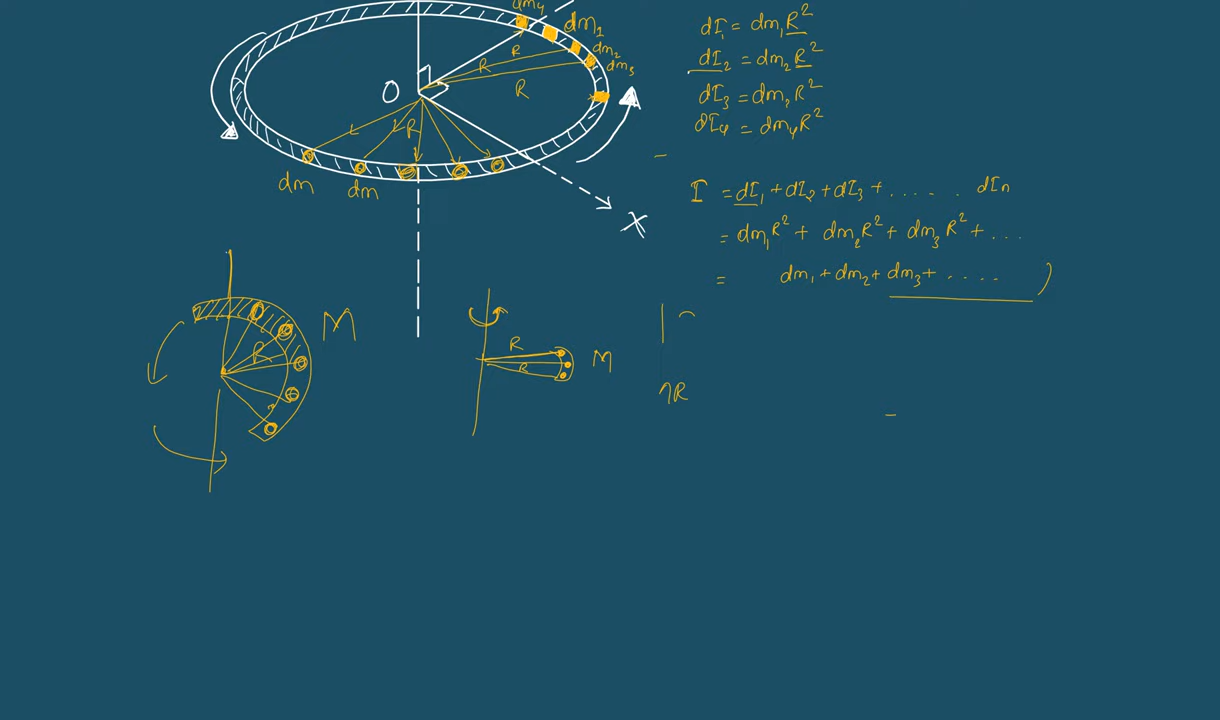 dm4
dm1
dm2
dm3
R
R
R
O
L
L
R
dm
dm
X
dI1 = dm1R²
dI2 = dm2R²
dI3 = dm2R²
dI4 = dm4R²
I = dI1 + dI2 + dI3 + ...... dIn
= dm1R² + dm2R² + dm3R² + ...
= dm1 + dm2 + dm3 + .... )
R
M
R
R
M